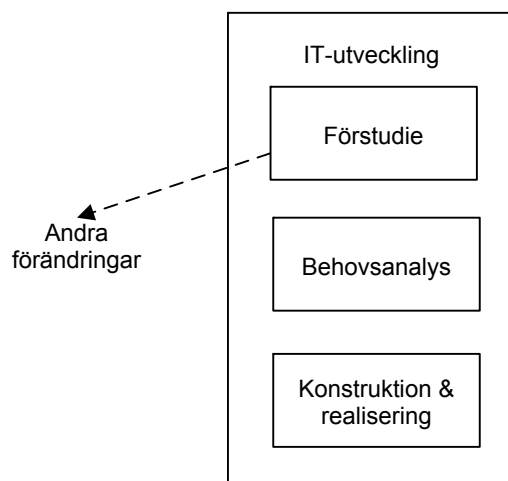 IT-utveckling
Förstudie
Andra
förändringar
Behovsanalys
Konstruktion &
realisering